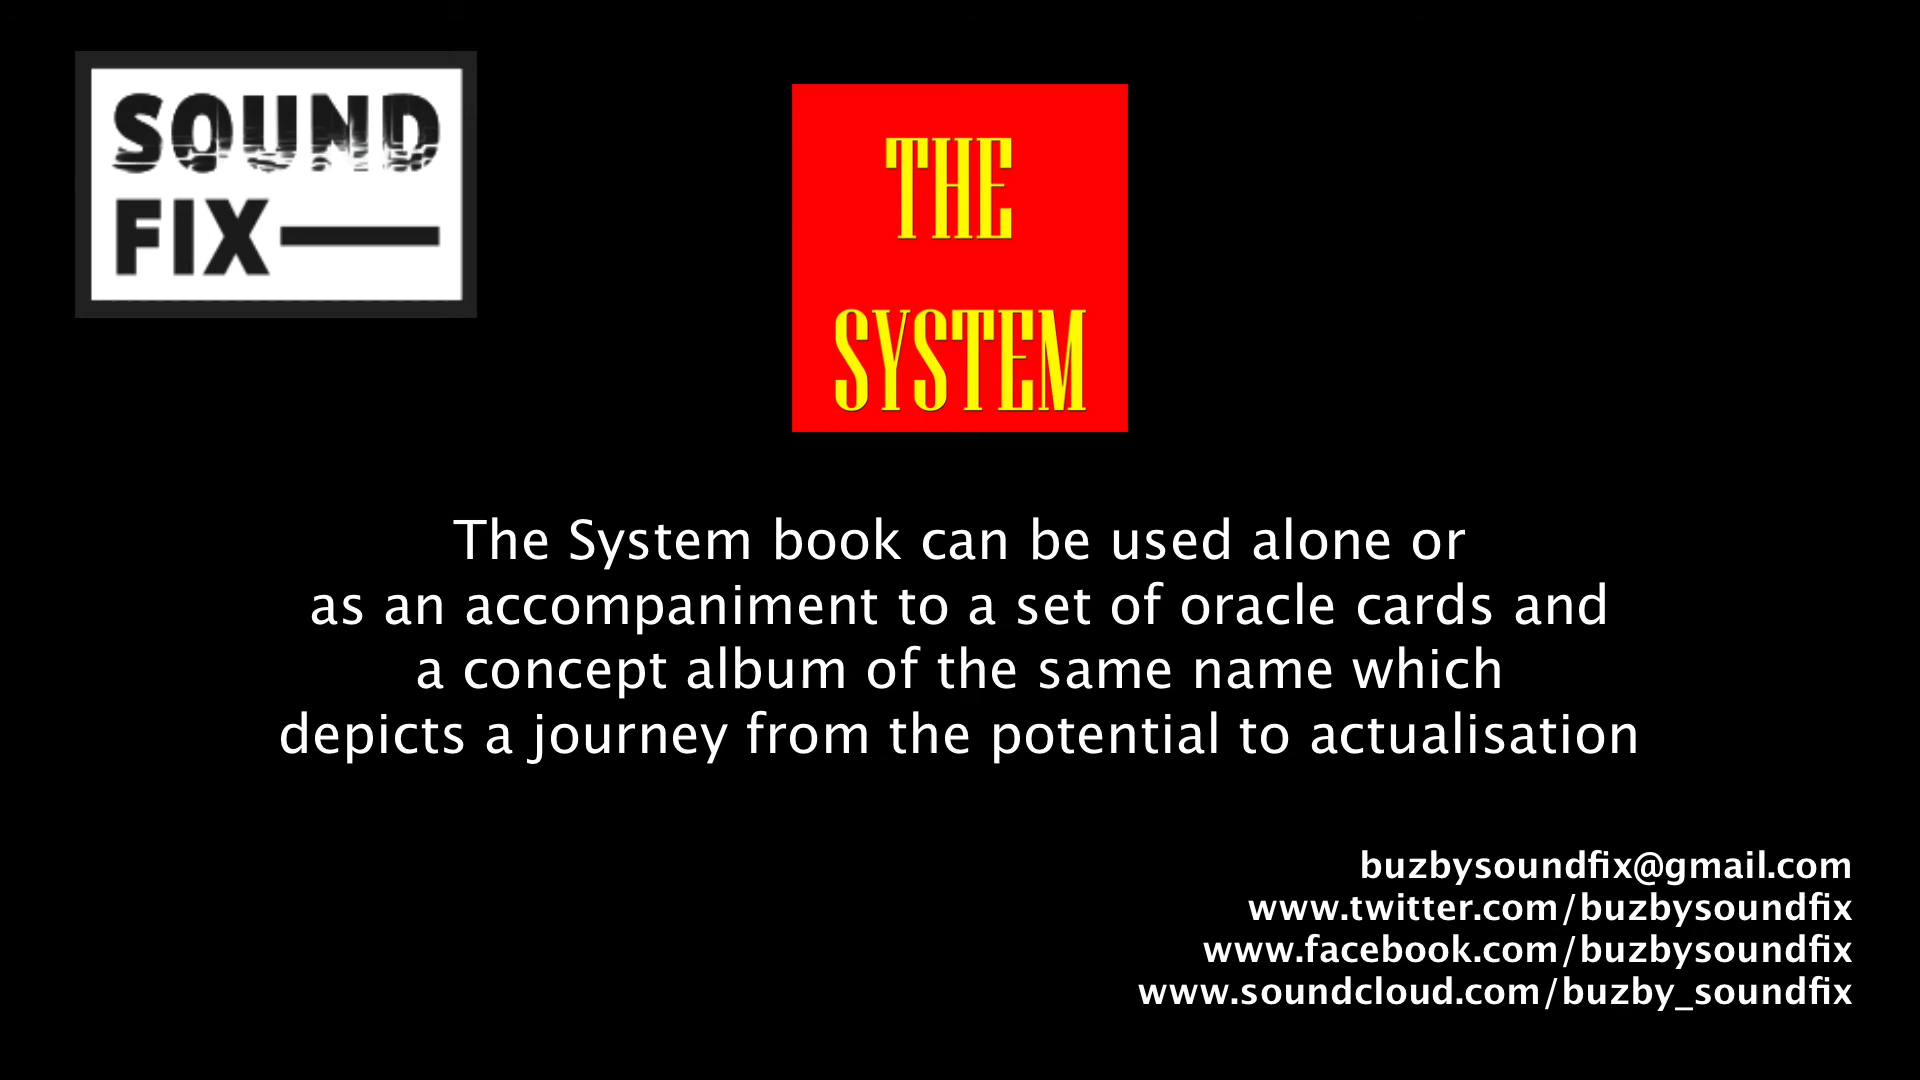 SOUND
FIX
THE
SYSTEM
The System book can be used alone or
as an accompaniment to a set of oracle cards and
a concept album of the same name which
depicts a journey from the potential to actualisation
buzbysoundfix@gmail.com
www.twitter.com/buzbysoundfix
www.facebook.com/buzbysoundfix
www.soundcloud.com/buzby_soundfix